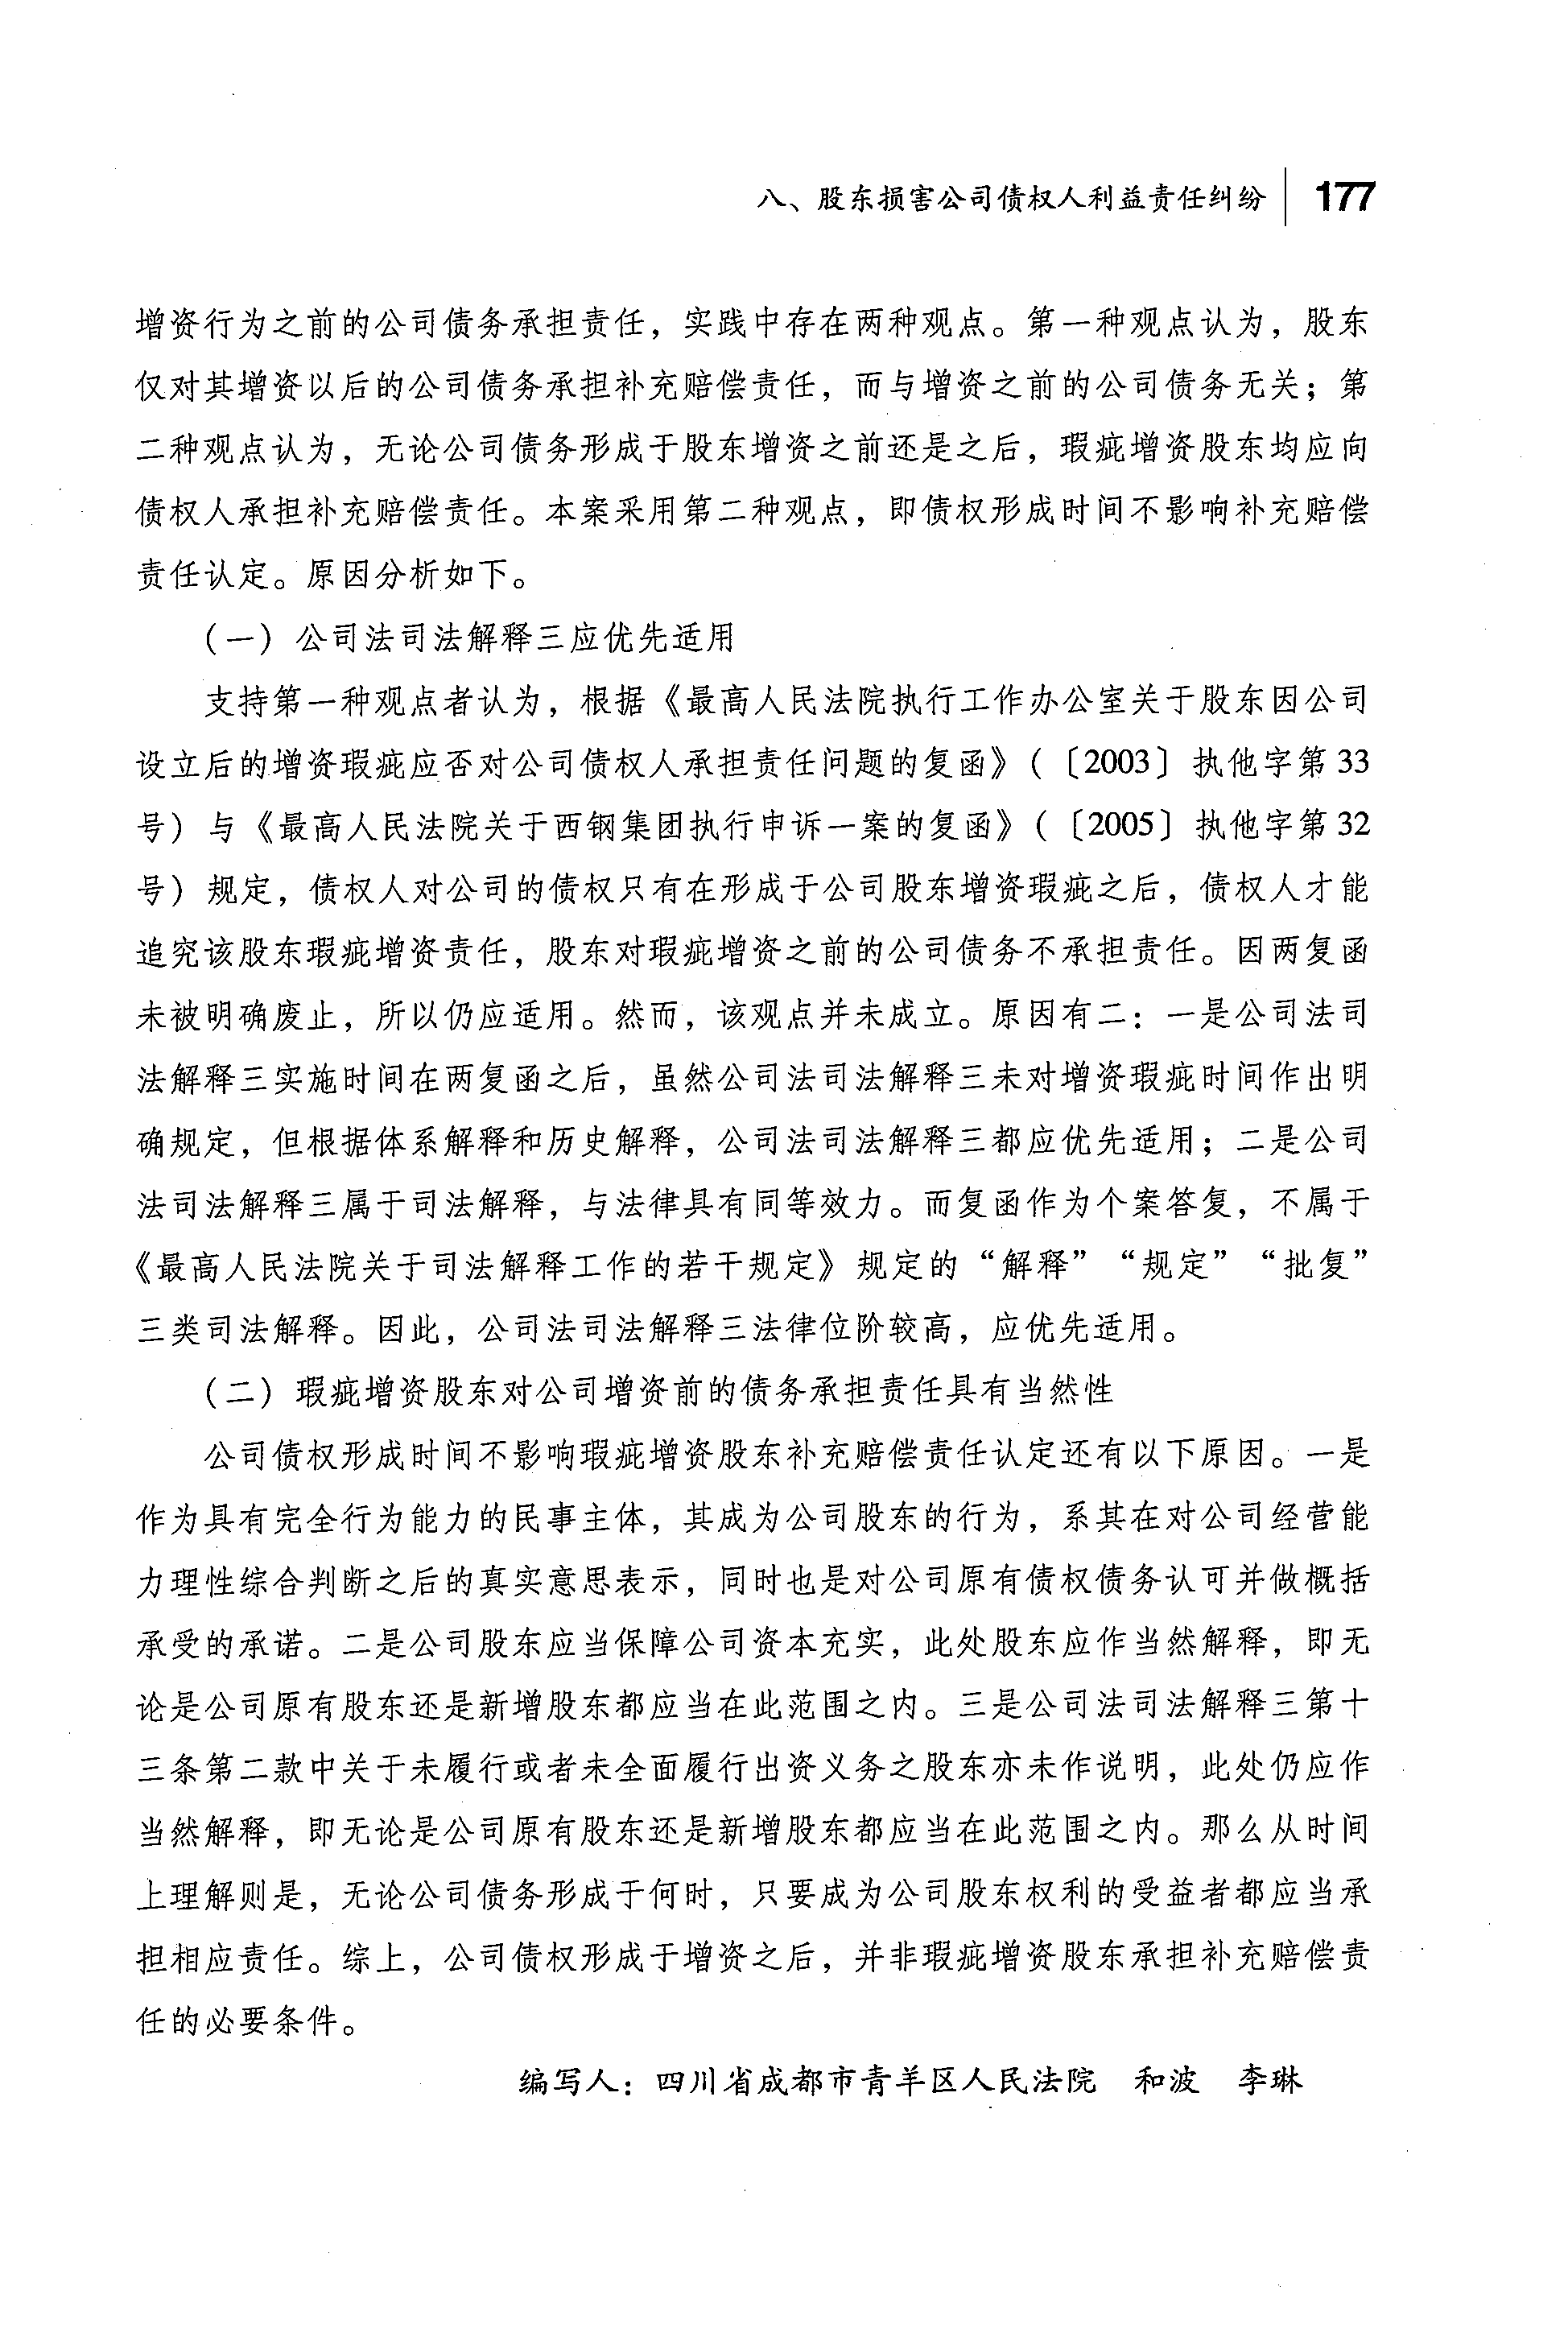 八、股东损害公司债权人利益责任纠纷 177
增资行为之前的公司债务承担责任，实践中存在两种观点。第一种观点认为，股东
仅对其增资以后的公司债务承担补充赔偿责任，而与增资之前的公司债务无关；第
二种观点认为，无论公司债务形成于股东增资之前还是之后，瑕疵增资股东均应向
债权人承担补充赔偿责任。本案采用第二种观点，即债权形成时间不影响补充赔偿
责任认定。原因分析如下。
（一）公司法司法解释三应优先适用
支持第一种观点者认为，根据《最高人民法院执行工作办公室关于股东因公司
设立后的增资瑕疵应否对公司债权人承担责任问题的复函》（〔2003〕执他字第 33
号）与《最高人民法院关于西钢集团执行申诉一案的复函》（〔2005〕执他字第 32
号）规定，债权人对公司的债权只有在形成于公司股东增资瑕疵之后，债权人才能
追究该股东瑕疵增资责任，股东对瑕疵增资之前的公司债务不承担责任。因两复函
未被明确废止，所以仍应适用。然而，该观点并未成立。原因有二：一是公司法司
法解释三实施时间在两复函之后，虽然公司法司法解释三未对增资瑕疵时间作出明
确规定，但根据体系解释和历史解释，公司法司法解释三都应优先适用；二是公司
法司法解释三属于司法解释，与法律具有同等效力。而复函作为个案答复，不属于
《最高人民法院关于司法解释工作的若干规定》规定的“解释”“规定”“批复”
三类司法解释。因此，公司法司法解释三法律位阶较高，应优先适用。
（二）瑕疵增资股东对公司增资前的债务承担责任具有当然性
公司债权形成时间不影响瑕疵增资股东补充赔偿责任认定还有以下原因。一是
作为具有完全行为能力的民事主体，其成为公司股东的行为，系其在对公司经营能
力理性综合判断之后的真实意思表示，同时也是对公司原有债权债务认可并做概括
承受的承诺。二是公司股东应当保障公司资本充实，此处股东应作当然解释，即无
论是公司原有股东还是新增股东都应当在此范围之内。三是公司法司法解释三第十
三条第二款中关于未履行或者未全面履行出资义务之股东亦未作说明，此处仍应作
当然解释，即无论是公司原有股东还是新增股东都应当在此范围之内。那么从时间
上理解则是，无论公司债务形成于何时，只要成为公司股东权利的受益者都应当承
担相应责任。综上，公司债权形成于增资之后，并非瑕疵增资股东承担补充赔偿责
任的必要条件。
编写人：四川省成都市青羊区人民法院 和波 李琳